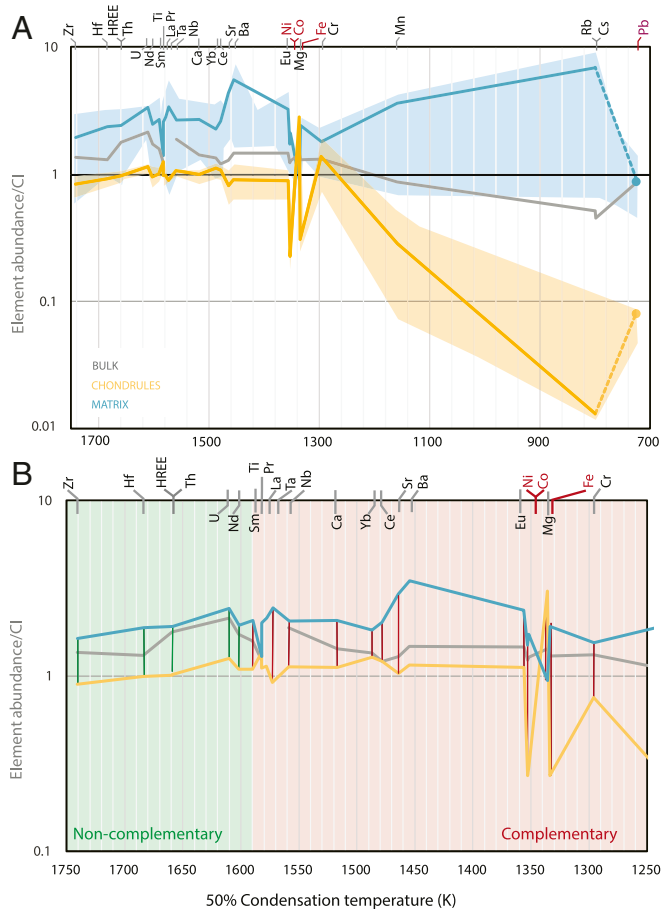 A
Zr
Hf
HREE
Th
U
Nd
Sm
Ti
La
Pr
Ta
Nb
Ca
Yb
Ce
Sr
Ba
Eu
Ni
Co
Mg
Fe
Cr
Mn
Rb
Cs
Pb
10
1
0.1
0.01
Element abundance/CI
BULK
CHONDRULES
MATRIX
1700
1500
1300
1100
900
700
B
Zr
Hf
HREE
Th
U
Nd
Sm
Ti
Pr
La
Ta
Nb
Ca
Yb
Ce
Sr
Ba
Eu
Ni
Co
Mg
Fe
Cr
10
1
0.1
Element abundance/CI
Non-complementary
Complementary
1750
1700
1650
1600
1550
1500
1450
1400
1350
1300
1250
50% Condensation temperature (K)